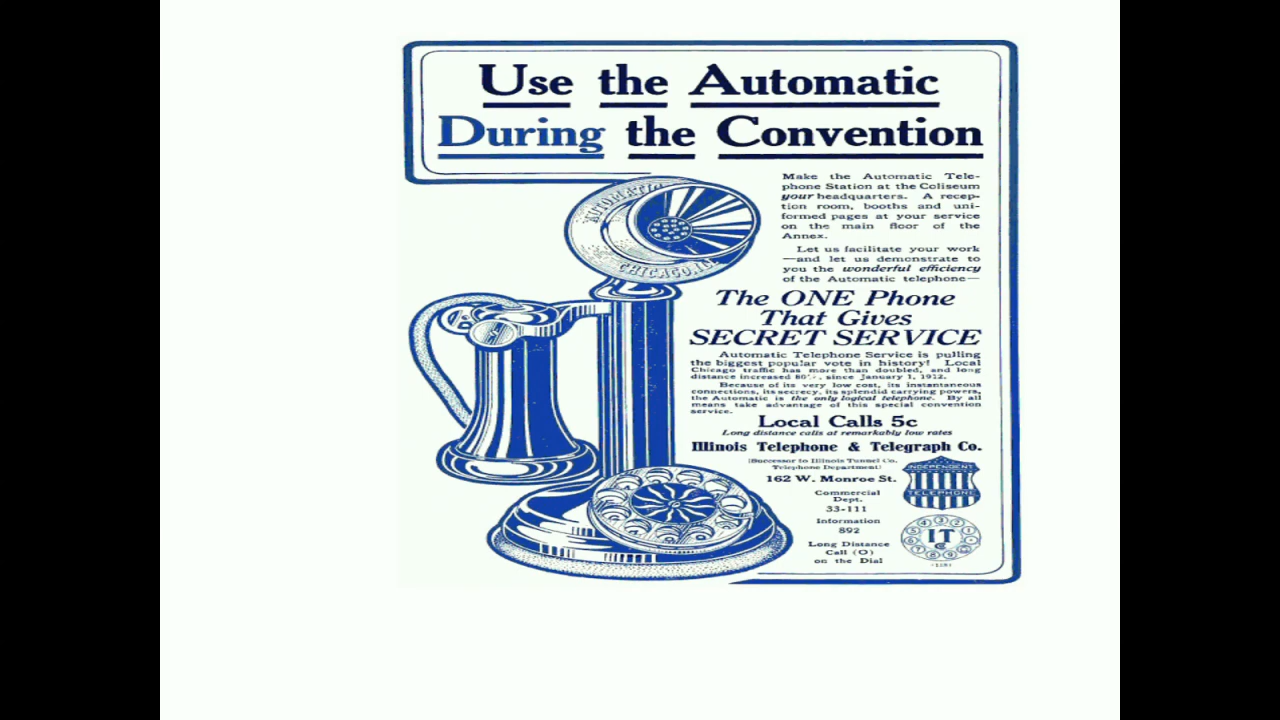 Use the Automatic
During the Convention
Make the Automatic Tele-
phone Station at the Coliseum
your headquarters. A recep-
tion room, booths and uni-
formed pages at your service
on the main floor of the
Annex.
Let us facilitate your work
—and let us demonstrate to
you the wonderful efficiency
of the Automatic telephone—
AUTOMATIC
CHICAGO, ILL
The ONE Phone
That Gives
SECRET SERVICE
Automatic Telephone Service is pulling
the biggest popular vote in history! Local
Chicago traffic has more than doubled, and long
distance increased since January 1, 1912.
Because of its very low cost, its instantaneous
connections, its secrecy, its splendid carrying powers,
the Automatic is the only logical telephone. By all
means take advantage of this special convention
service.
Local Calls 5c
Long distance calls at remarkably low rates
Illinois Telephone & Telegraph Co.
(Successor to Illinois Tunnel Co.
Telephone Department)
162 W. Monroe St.
Commercial
Dept.
33-111
Information
892
Long Distance
Call (O)
on the Dial
INDEPENDENT
TELEPHONE
IT
Co